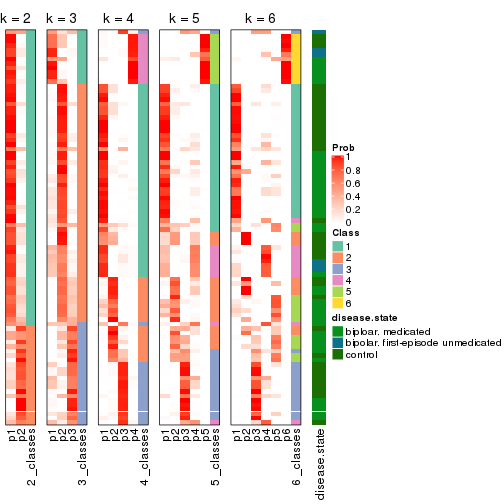 k = 2
k = 3
k = 4
k = 5
k = 6
Prob
1
0.8
0.6
0.4
0.2
0
Class
1
2
3
4
5
6
disease.state
biploar, medicated
bipolar, first-episode unmedicated
control
p1
p2
2_classes
p1
p2
p3
3_classes
p1
p2
p3
p4
4_classes
p1
p2
p3
p4
p5
5_classes
p1
p2
p3
p4
p5
p6
6_classes
disease.state